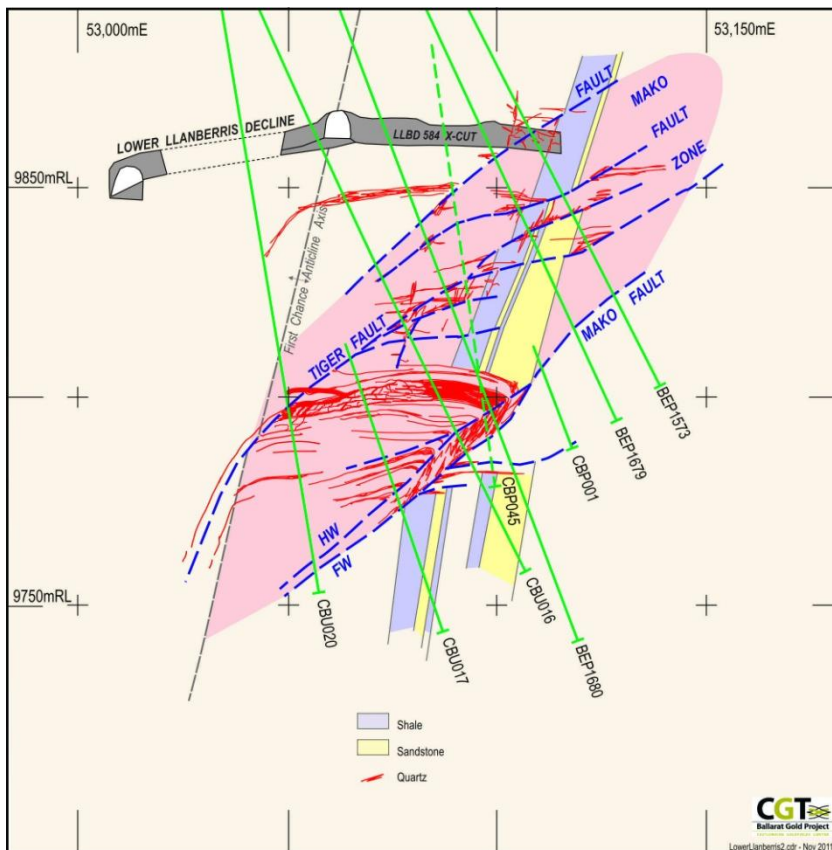 53,000mE
53,150mE
FAULT
MAKO
FAULT
ZONE
LOWER LLANBERRIS DECLINE
LLBD 584 X-CUT
9850mRL
First Chance Anticline Axis
TIGER FAULT
MAKO FAULT
BEP1573
BEP1679
CBP001
CBP045
HW
FW
9750mRL
CBU020
CBU017
CBU016
BEP1680
Shale
Sandstone
Quartz
CGT
Ballarat Gold Project
LowerLlanberris2.cdr - Nov 2011